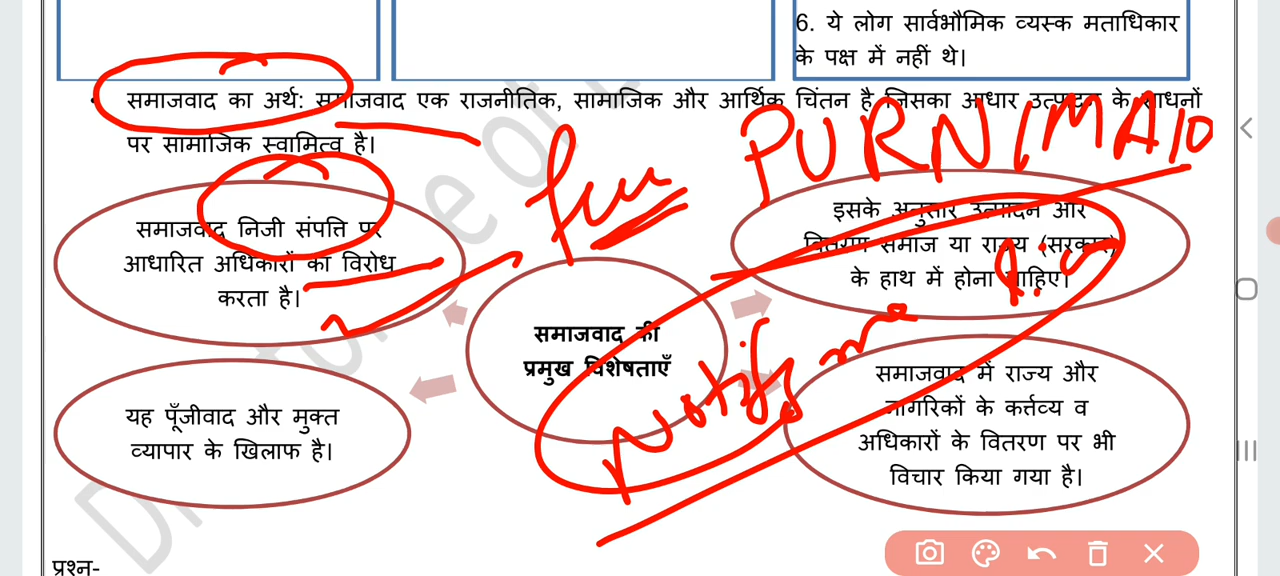 6. ये लोग सार्वभौमिक व्यस्क मताधिकार
के पक्ष में नहीं थे।
• समाजवाद का अर्थ: समाजवाद एक राजनीतिक, सामाजिक और आर्थिक चिंतन है जिसका आधार उत्पादन के साधनों
पर सामाजिक स्वामित्व है।
PURNIMA10
समाजवाद निजी संपत्ति पर
आधारित अधिकारों का विरोध
करता है।
इसके अनुसार उत्पादन और
वितरण समाज या राज्य (सरकार)
के हाथ में होना चाहिए।
समाजवाद की
प्रमुख विशेषताएँ
Notify
यह पूँजीवाद और मुक्त
व्यापार के खिलाफ है।
समाजवाद में राज्य और
नागरिकों के कर्त्तव्य व
अधिकारों के वितरण पर भी
विचार किया गया है।
प्रश्न-